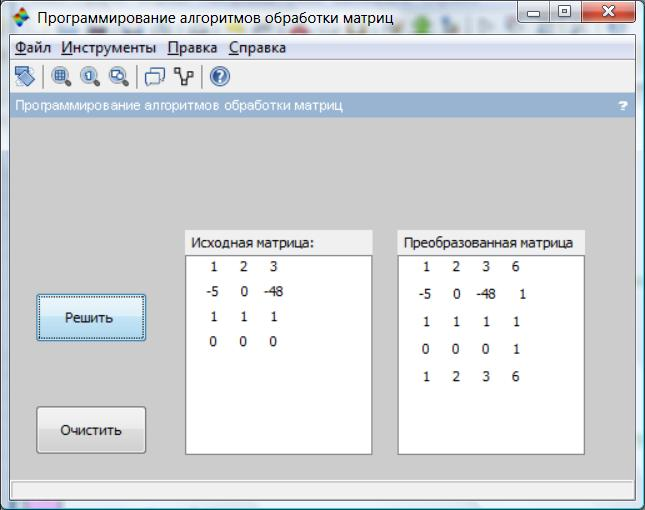 Программирование алгоритмов обработки матриц
Файл Инструменты Правка Справка
Программирование алгоритмов обработки матриц ?
Исходная матрица:
1 2 3
-5 0 -48
1 1 1
0 0 0
Преобразованная матрица
1 2 3 6
-5 0 -48 1
1 1 1 1
0 0 0 1
1 2 3 6
Решить
Очистить